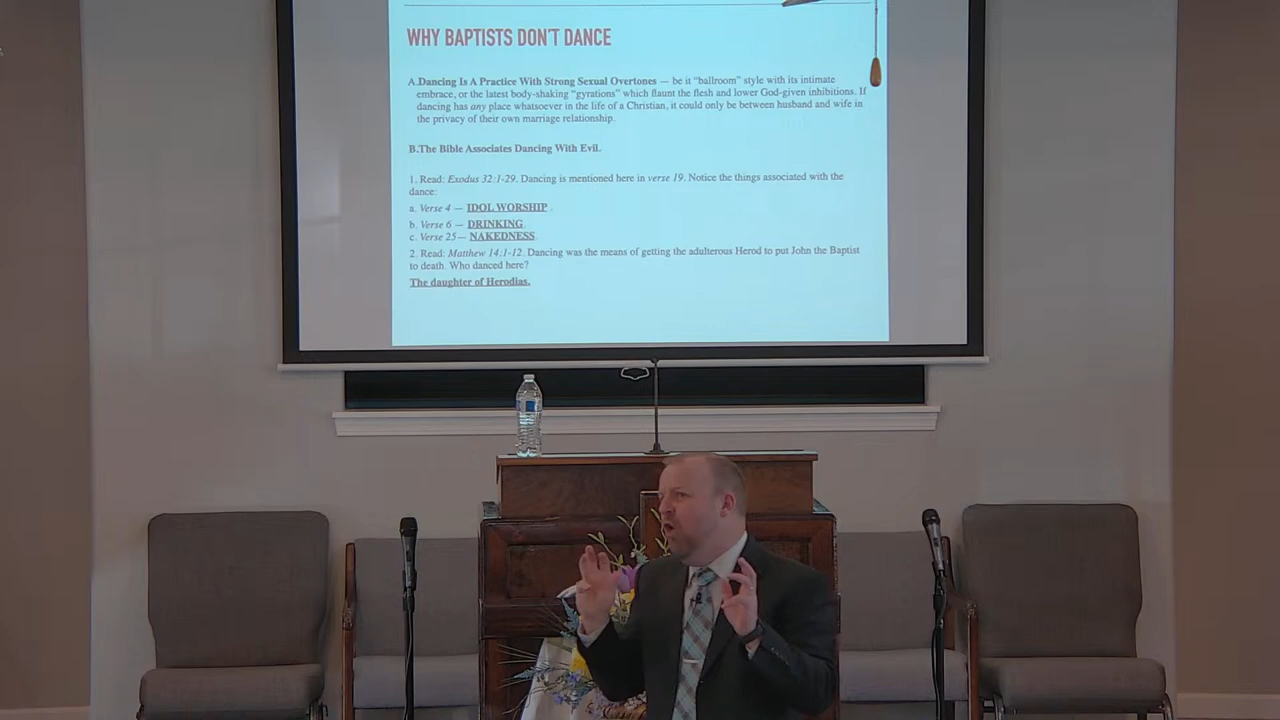 WHY BAPTISTS DON'T DANCE
A.Dancing Is A Practice With Strong Sexual Overtones — be it "ballroom" style with its intimate
embrace, or the latest body-shaking "gyrations" which flaunt the flesh and lower God-given inhibitions. If
dancing has any place whatsoever in the life of a Christian, it could only be between husband and wife in
the privacy of their own marriage relationship.
B.The Bible Associates Dancing With Evil.
1. Read: Exodus 32:1-29. Dancing is mentioned here in verse 19. Notice the things associated with the
dance:
a. Verse 4 — IDOL WORSHIP .
b. Verse 6 — DRINKING.
c. Verse 25— NAKEDNESS.
2. Read: Matthew 14:1-12. Dancing was the means of getting the adulterous Herod to put John the Baptist
to death. Who danced here?
The daughter of Herodias.